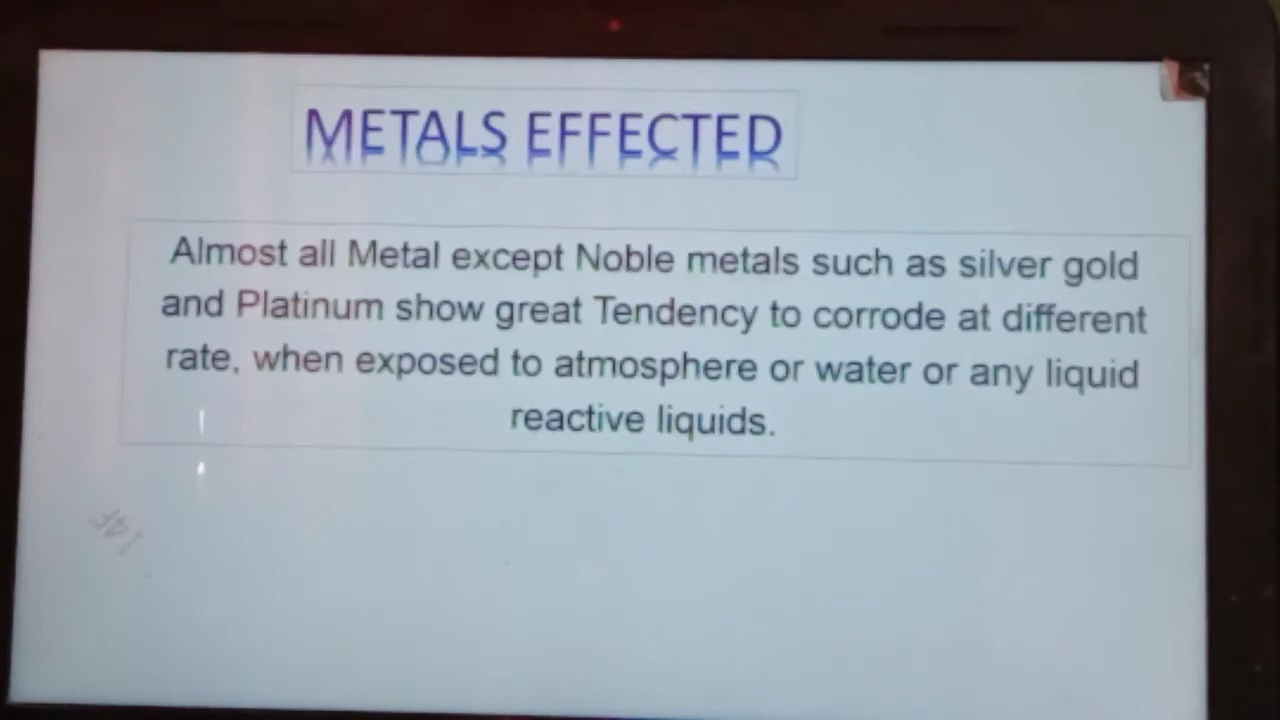 METALS EFFECTED
Almost all Metal except Noble metals such as silver gold
and Platinum show great Tendency to corrode at different
rate, when exposed to atmosphere or water or any liquid
reactive liquids.